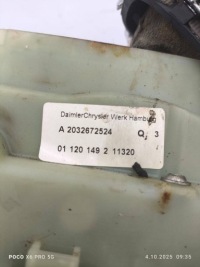 DaimlerChrysler Werk Hamburg
A 2032672524 Q. 3
01 120 149 2 11320
POCO X6 PRO 5G
4.10.2025 09:35